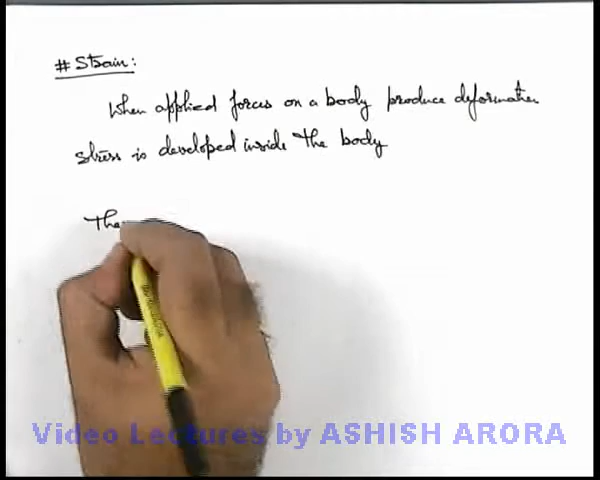 # Strain:
When applied forces on a body produce deformation
stress is developed inside the body
The
Video Lectures by ASHISH ARORA